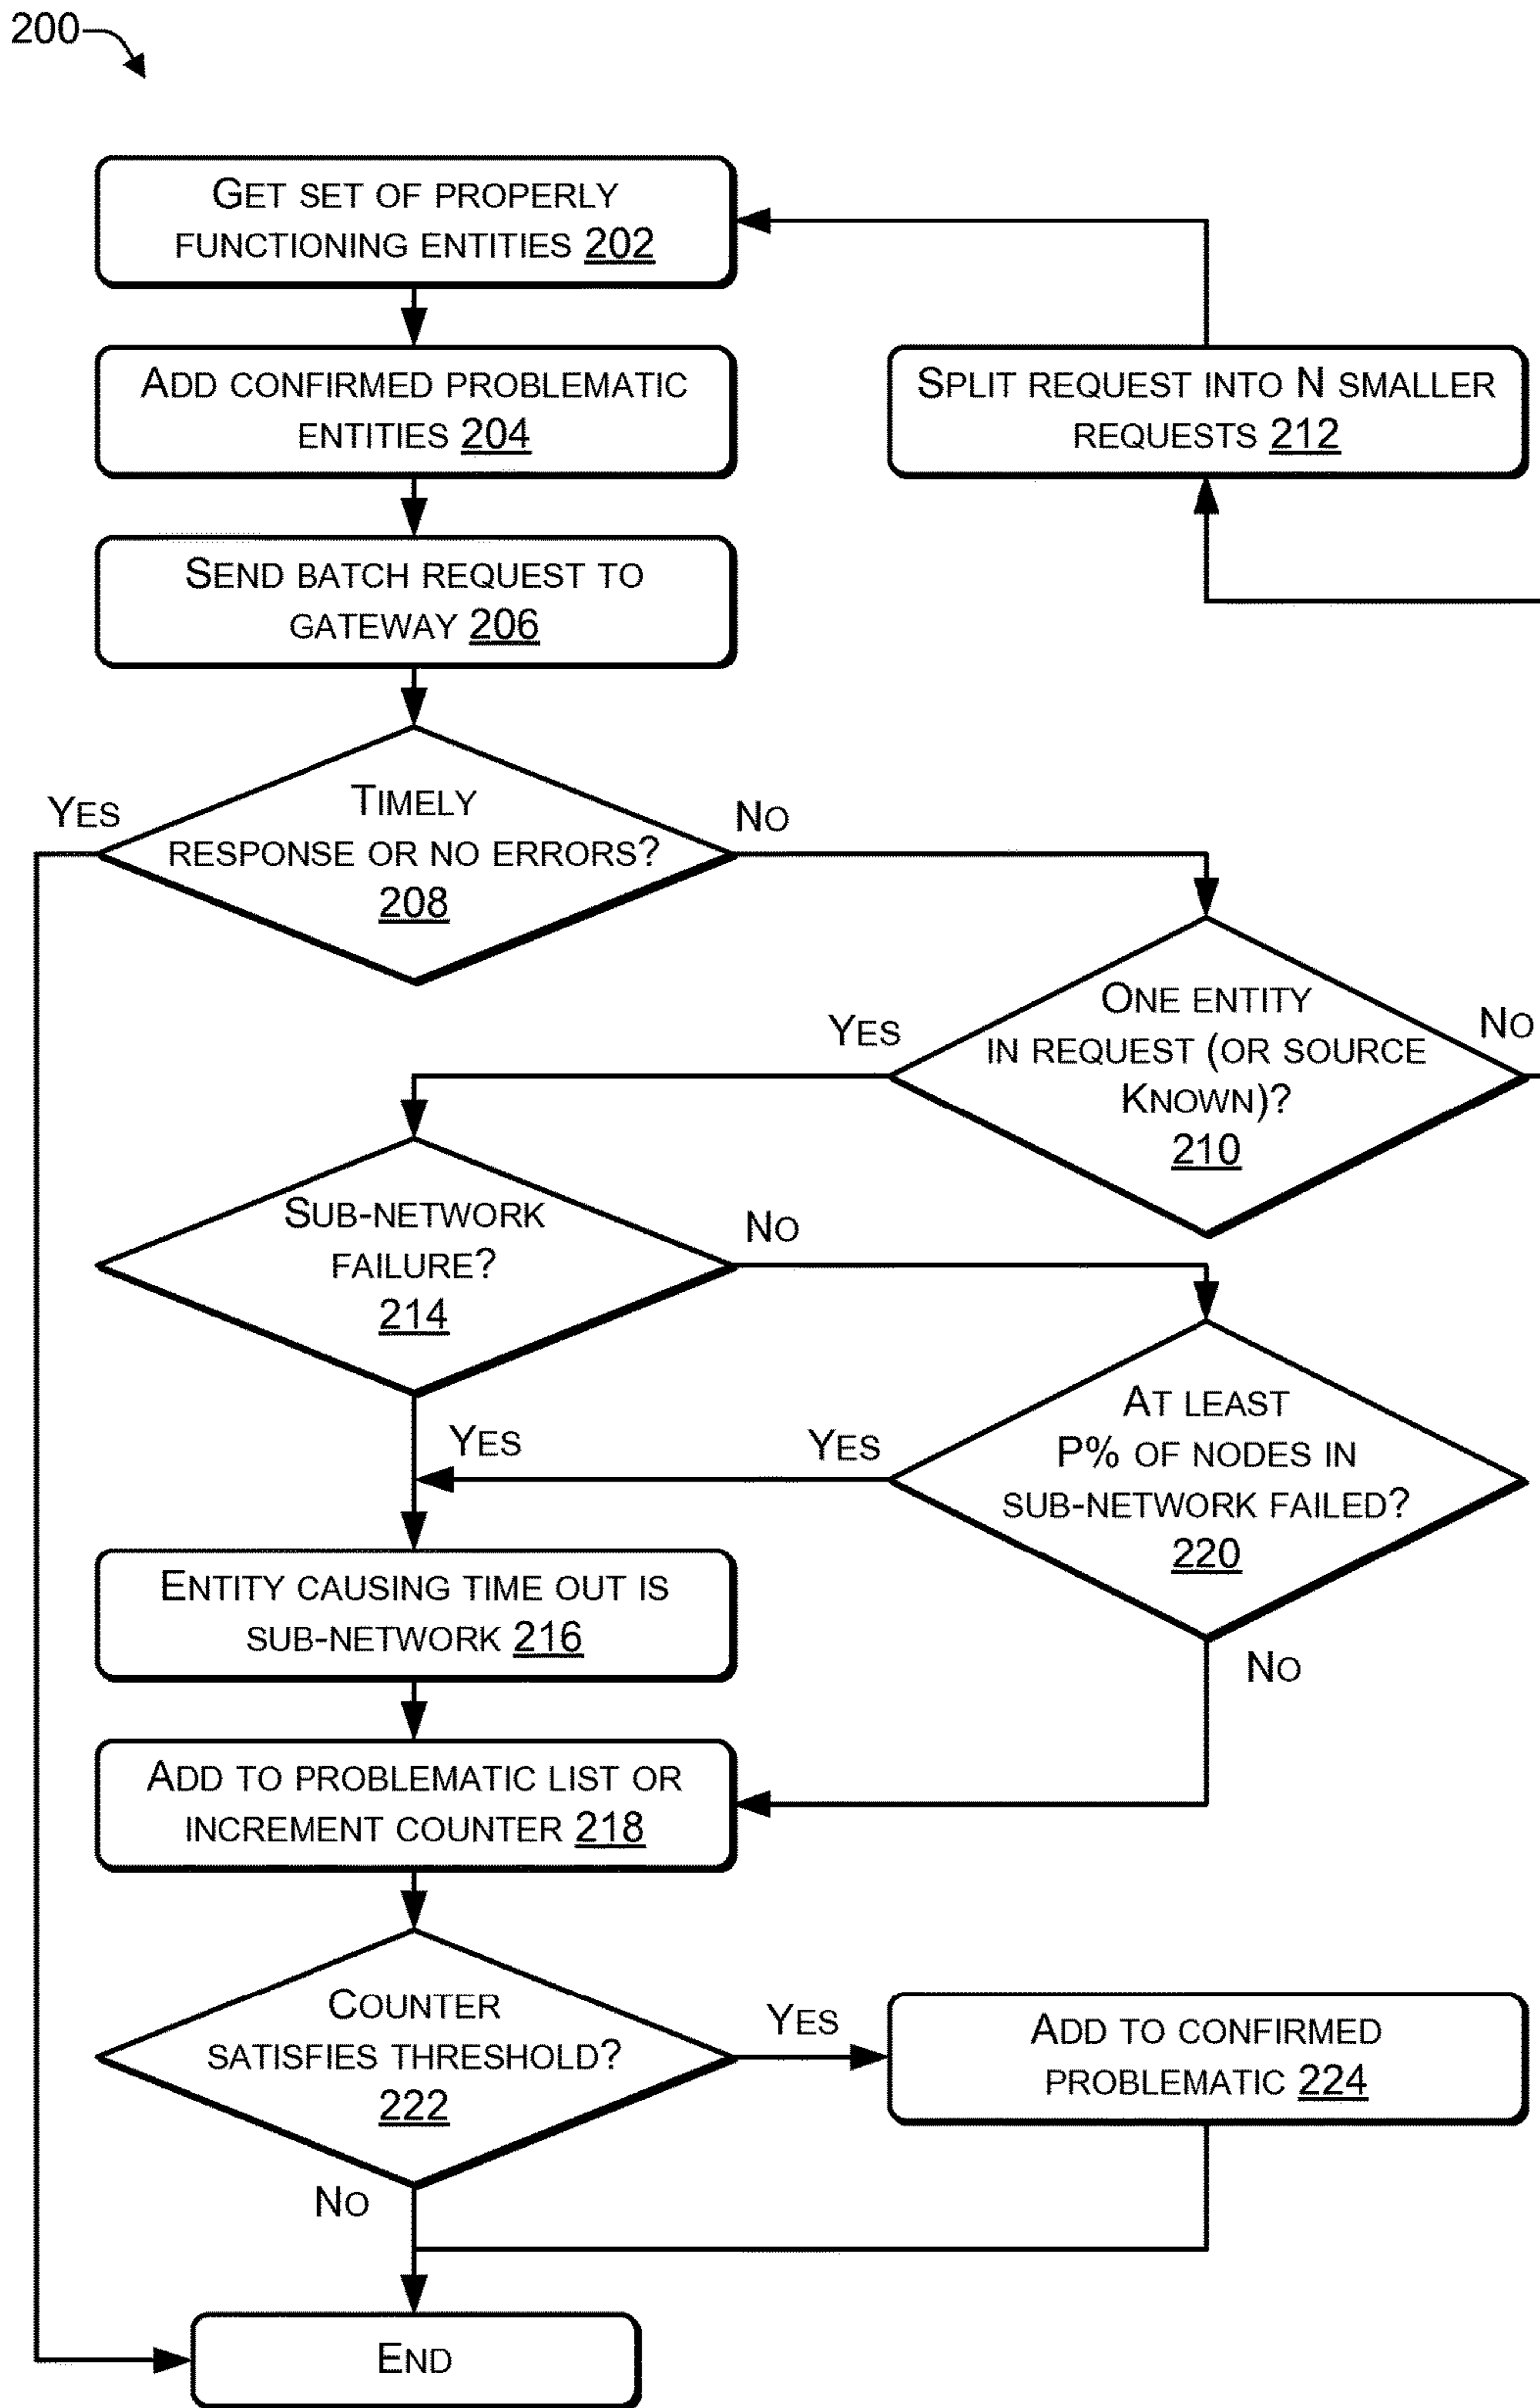 200
GET SET OF PROPERLY
FUNCTIONING ENTITIES 202
ADD CONFIRMED PROBLEMATIC
ENTITIES 204
SPLIT REQUEST INTO N SMALLER
REQUESTS 212
SEND BATCH REQUEST TO
GATEWAY 206
YES
TIMELY
RESPONSE OR NO ERRORS?
208
NO
ONE ENTITY
IN REQUEST (OR SOURCE
KNOWN)?
210
YES
NO
SUB-NETWORK
FAILURE?
214
NO
YES
AT LEAST
P% OF NODES IN
SUB-NETWORK FAILED?
220
YES
NO
ENTITY CAUSING TIME OUT IS
SUB-NETWORK 216
ADD TO PROBLEMATIC LIST OR
INCREMENT COUNTER 218
COUNTER
SATISFIES THRESHOLD?
222
YES
NO
ADD TO CONFIRMED
PROBLEMATIC 224
END